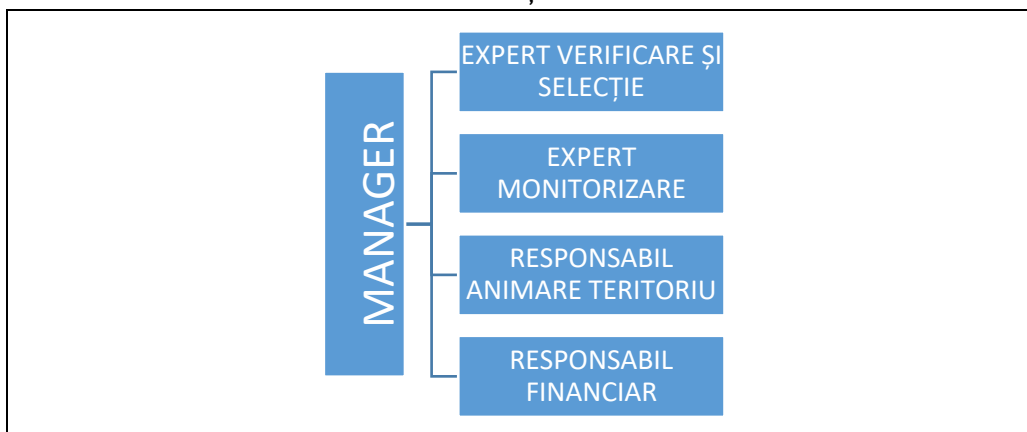 MANAGER
EXPERT VERIFICARE ȘI
SELECȚIE
EXPERT
MONITORIZARE
RESPONSABIL
ANIMARE TERITORIU
RESPONSABIL
FINANCIAR